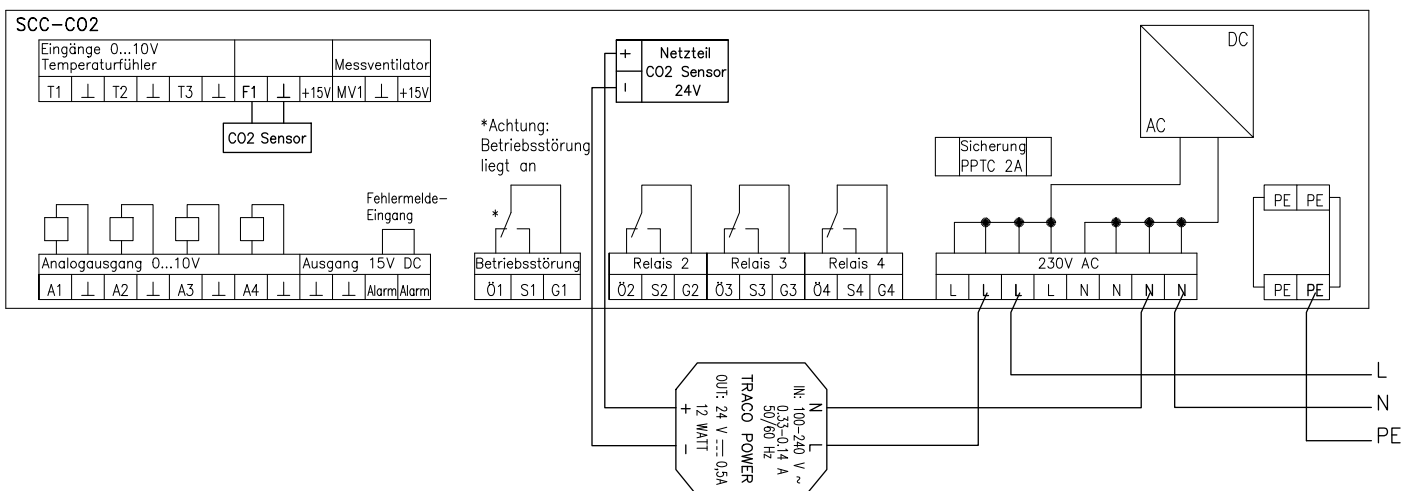 SCC-CO2
Eingänge 0...10V
Temperaturfühler
Messventilator
T1 ⊥ T2 ⊥ T3 ⊥ F1 ⊥ +15V MV1 ⊥ +15V
CO2 Sensor
+ Netzteil
CO2 Sensor
- 24V
DC
AC
*Achtung:
Betriebsstörung
liegt an
*
Sicherung
PPTC 2A
Fehlermelde-
Eingang
PE PE
Analogausgang 0...10V Ausgang 15V DC
A1 ⊥ A2 ⊥ A3 ⊥ A4 ⊥ ⊥ ⊥ Alarm Alarm
Betriebsstörung
Ö1 S1 G1
Relais 2 Relais 3 Relais 4
Ö2 S2 G2 Ö3 S3 G3 Ö4 S4 G4
230V AC
L L L L N N N N
PE PE
N L
IN: 100-240 V ~
0.33-0.14 A
50/60 Hz
TRACO POWER
OUT: 24 V ⎓ 0,5A
12 WATT
+ -
L
N
PE